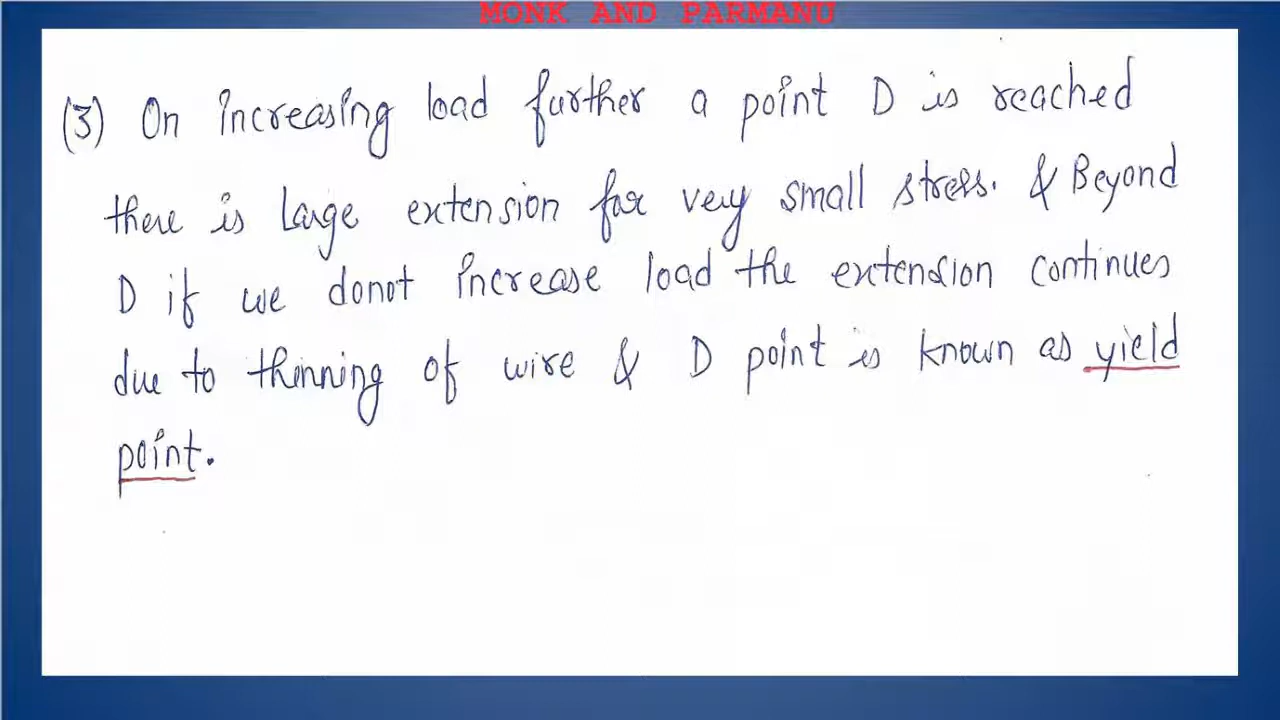 MONK AND PARMANU
(3) On increasing load further a point D is reached
there is large extension for very small stress. & Beyond
D if we donot increase load the extension continues
due to thinning of wire & D point is known as yield
point.